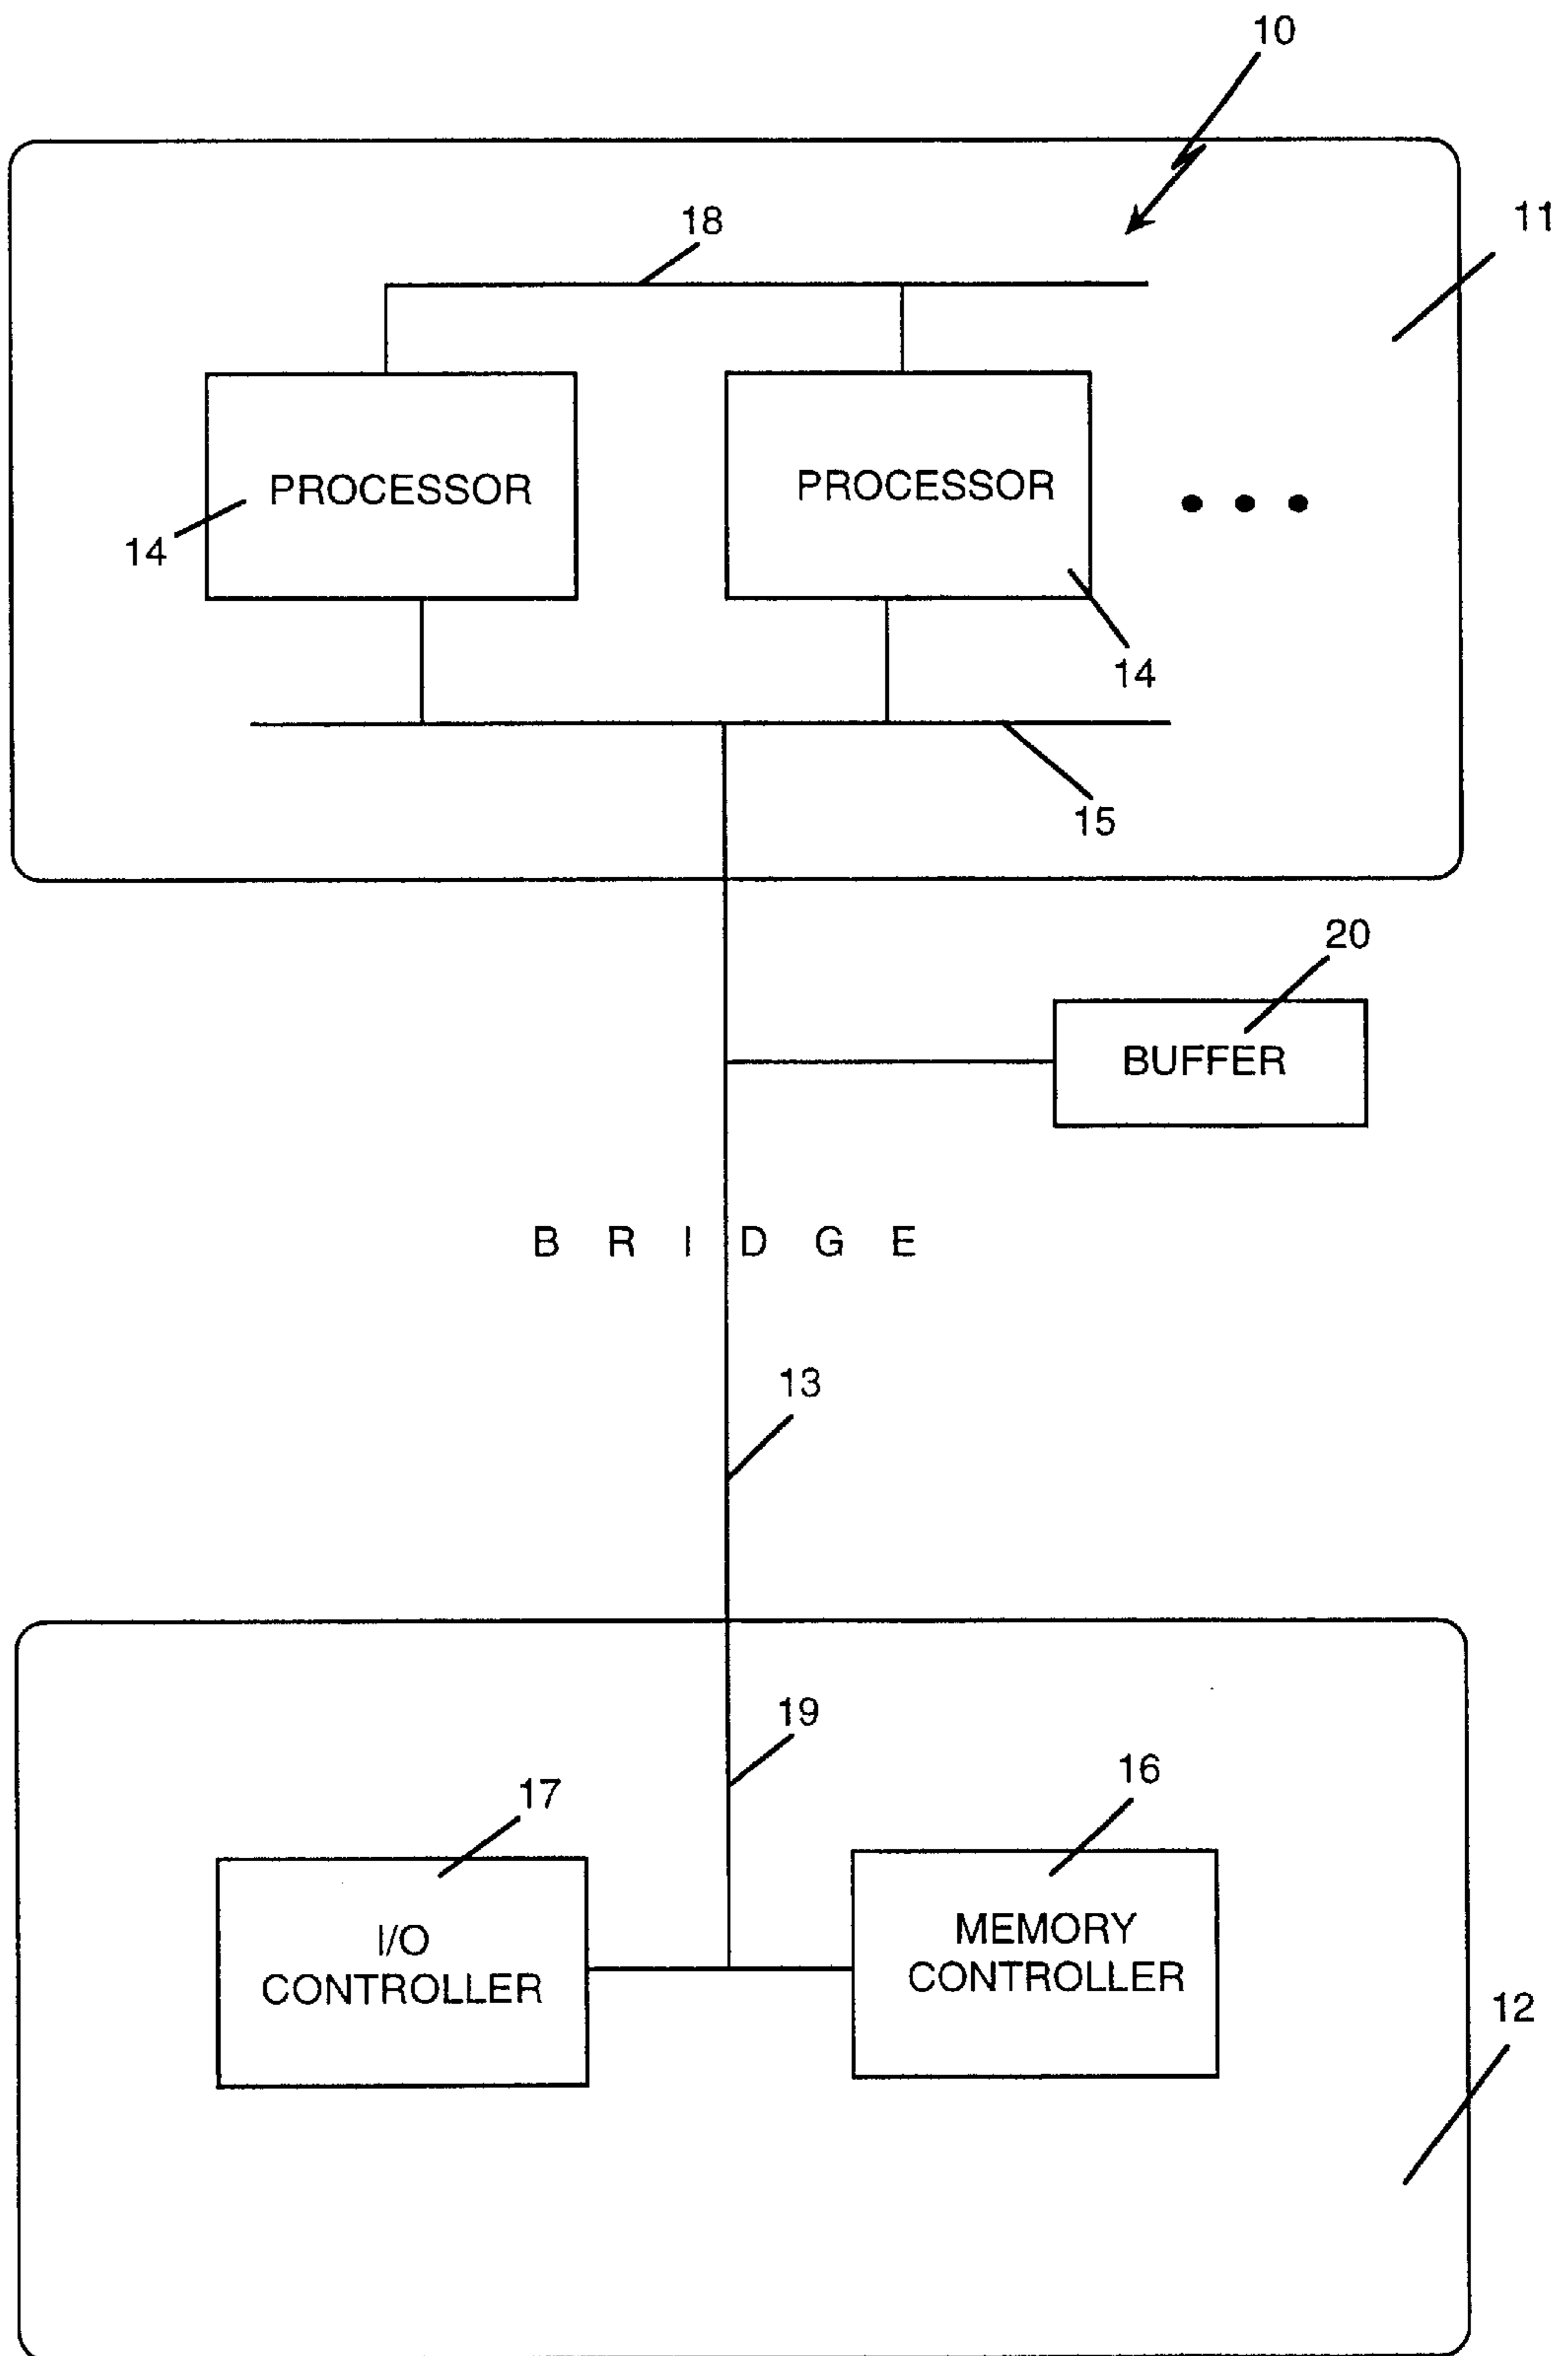 10
11
18
PROCESSOR
PROCESSOR
14
14
15
20
BUFFER
B R I D G E
13
19
16
17
MEMORY
CONTROLLER
I/O
CONTROLLER
12